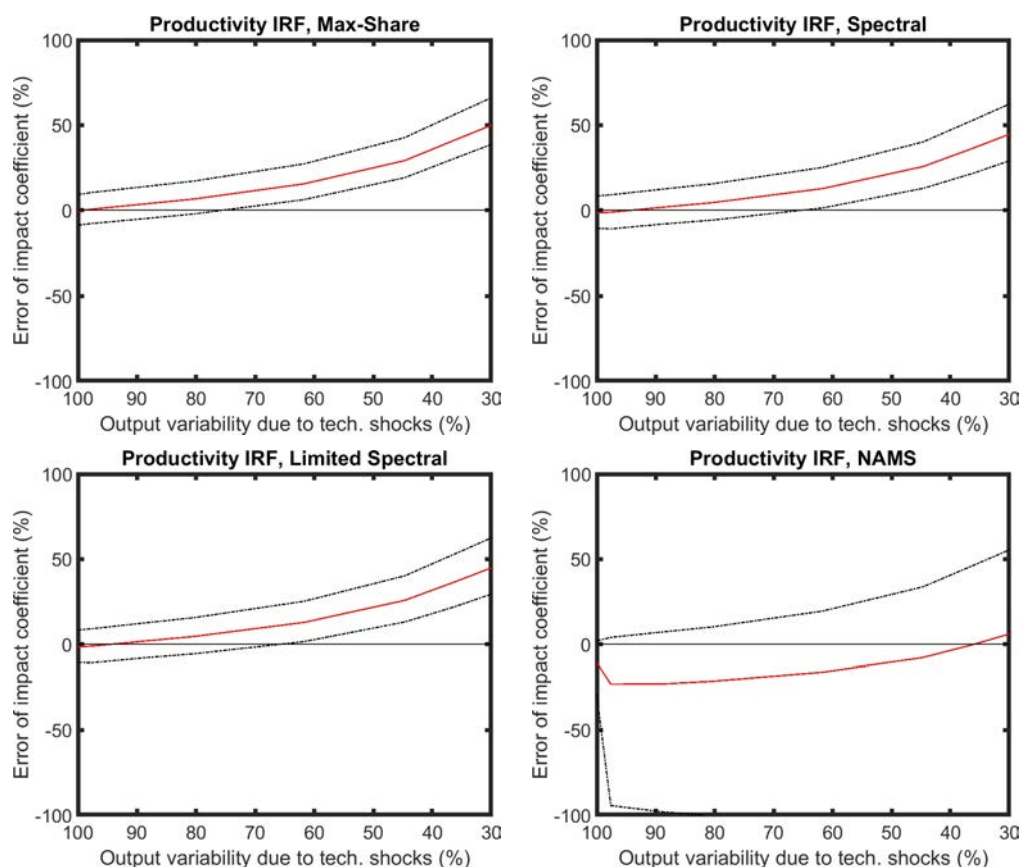 Productivity IRF, Max-Share
Error of impact coefficient (%)
100
50
0
-50
-100
100 90 80 70 60 50 40 30
Output variability due to tech. shocks (%)
Productivity IRF, Spectral
Error of impact coefficient (%)
100
50
0
-50
-100
100 90 80 70 60 50 40 30
Output variability due to tech. shocks (%)
Productivity IRF, Limited Spectral
Error of impact coefficient (%)
100
50
0
-50
-100
100 90 80 70 60 50 40 30
Output variability due to tech. shocks (%)
Productivity IRF, NAMS
Error of impact coefficient (%)
100
50
0
-50
-100
100 90 80 70 60 50 40 30
Output variability due to tech. shocks (%)